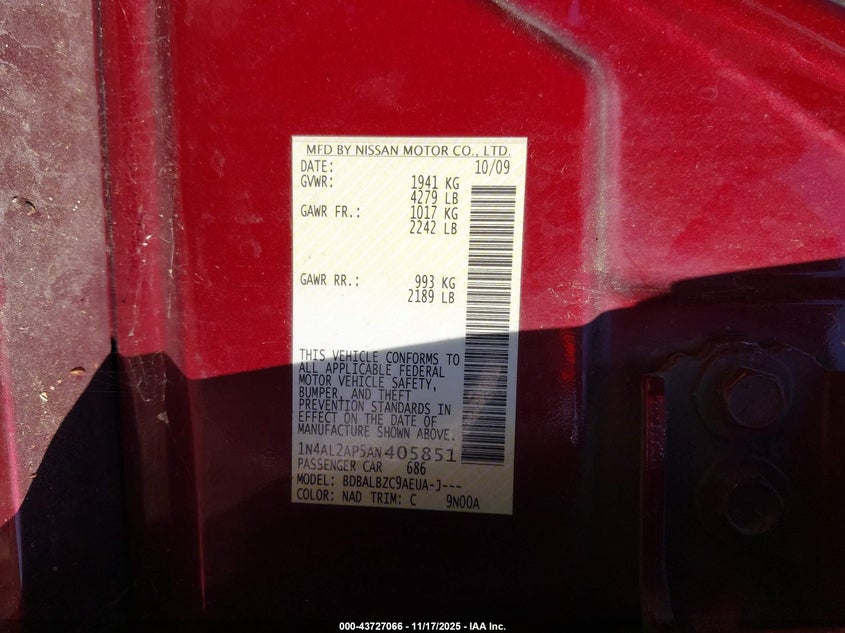 MFD BY NISSAN MOTOR CO., LTD.
DATE: 10/09
GVWR: 1941 KG
4279 LB
GAWR FR.: 1017 KG
2242 LB
GAWR RR.: 993 KG
2189 LB
THIS VEHICLE CONFORMS TO
ALL APPLICABLE FEDERAL
MOTOR VEHICLE SAFETY,
BUMPER, AND THEFT
PREVENTION STANDARDS IN
EFFECT ON THE DATE OF
MANUFACTURE SHOWN ABOVE.
1N4AL2AP5AN405851
PASSENGER CAR 686
MODEL: BDBALBZC9AEUA-J---
COLOR: NAD TRIM: C 9N00A
000-43727066 - 11/17/2025 - IAA Inc.